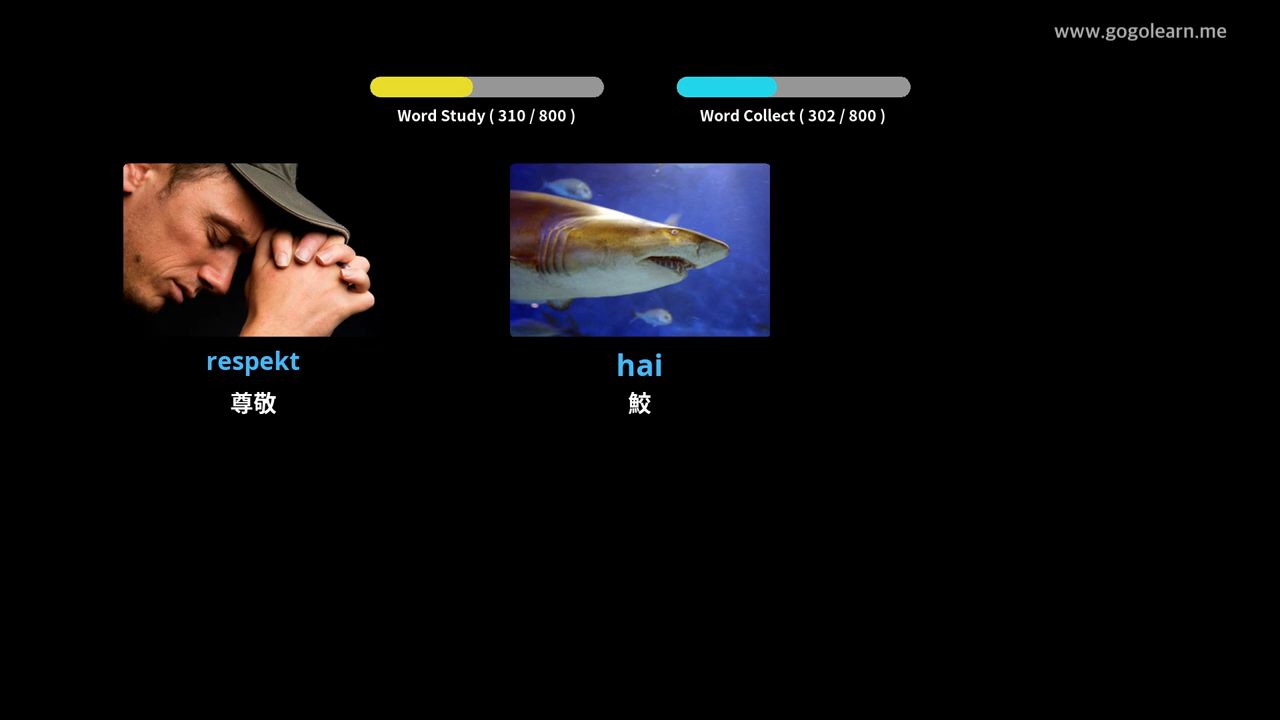 www.gogolearn.me
Word Study ( 310 / 800 )
Word Collect ( 302 / 800 )
respekt
尊敬
hai
鮫